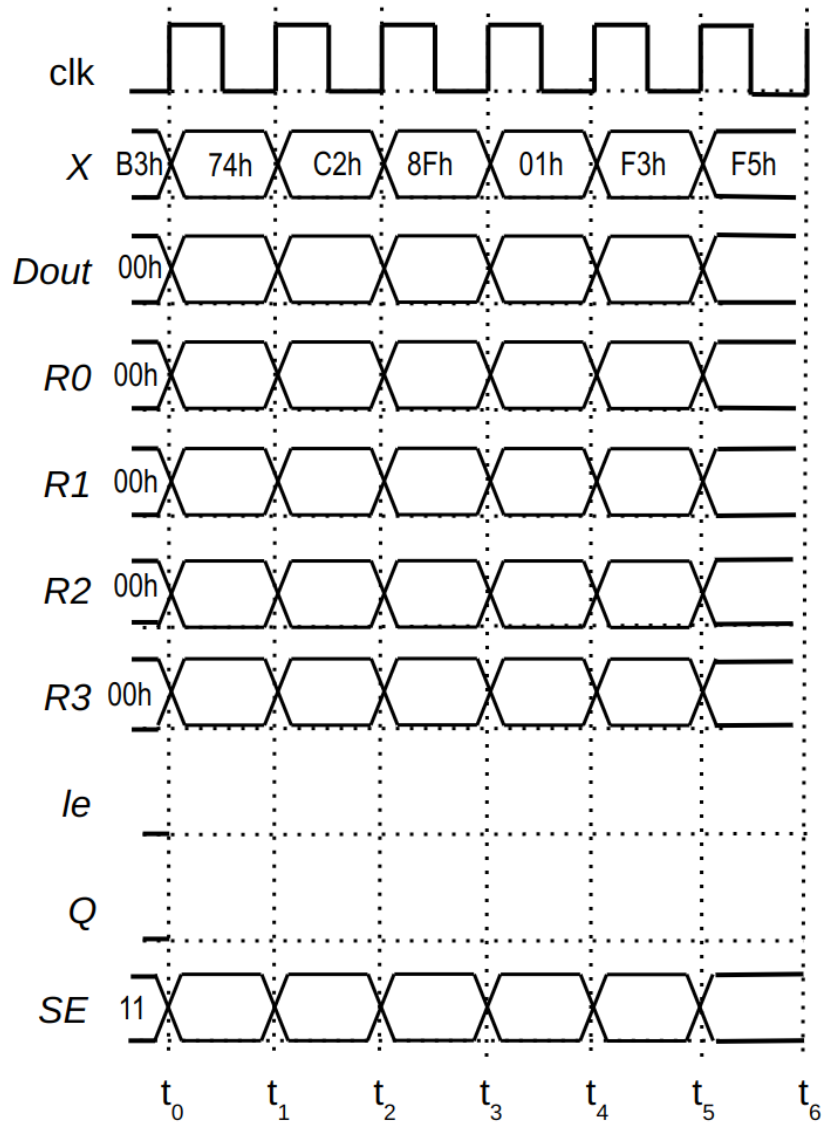 clk
X B3h 74h C2h 8Fh 01h F3h F5h
Dout 00h
R0 00h
R1 00h
R2 00h
R3 00h
le
Q
SE 11
t0 t1 t2 t3 t4 t5 t6